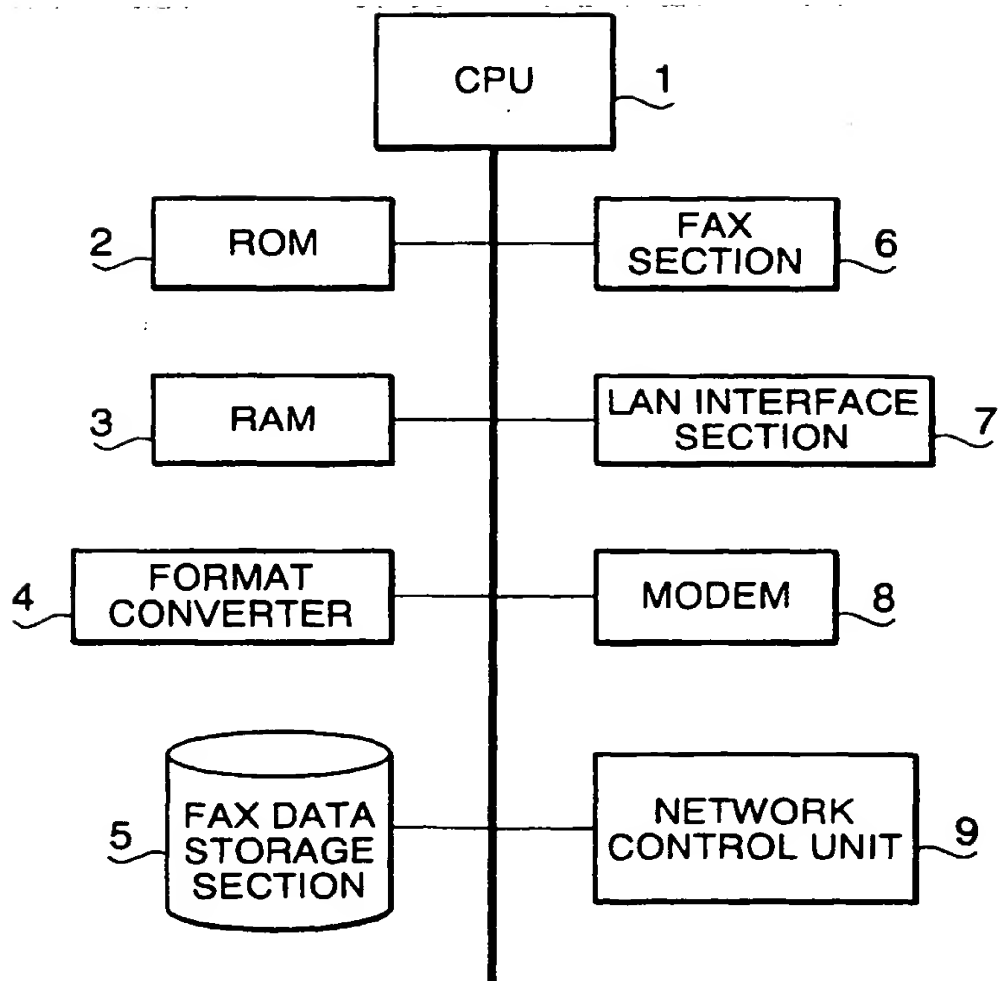 CPU
1
2
ROM
FAX
SECTION
6
3
RAM
LAN INTERFACE
SECTION
7
4
FORMAT
CONVERTER
MODEM
8
5
FAX DATA
STORAGE
SECTION
NETWORK
CONTROL UNIT
9